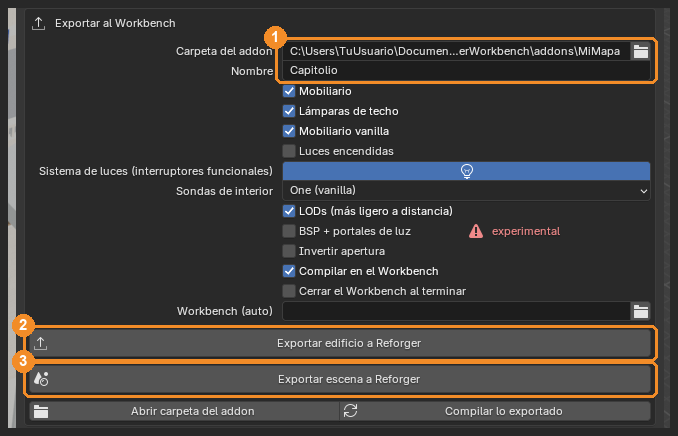 Exportar al Workbench
1
Carpeta del addon C:\Users\TuUsuario\Documen...erWorkbench\addons\MiMapa
Nombre Capitolio
Mobiliario
Lámparas de techo
Mobiliario vanilla
Luces encendidas
Sistema de luces (interruptores funcionales)
Sondas de interior One (vanilla)
LODs (más ligero a distancia)
BSP + portales de luz experimental
Invertir apertura
Compilar en el Workbench
Cerrar el Workbench al terminar
Workbench (auto)
2
Exportar edificio a Reforger
3
Exportar escena a Reforger
Abrir carpeta del addon Compilar lo exportado